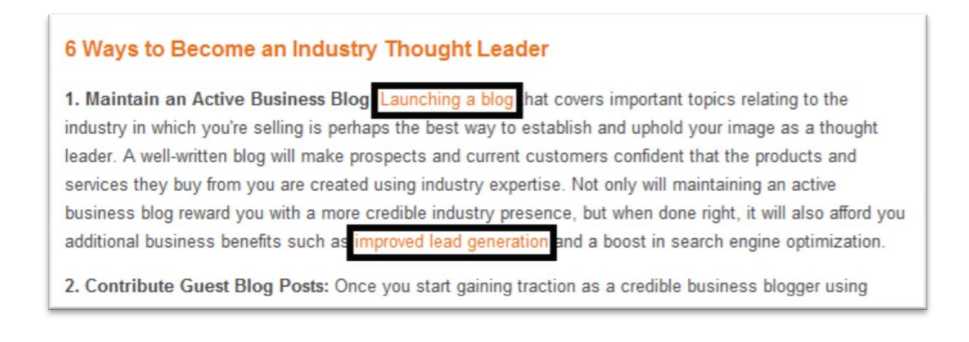 6 Ways to Become an Industry Thought Leader
1. Maintain an Active Business Blog Launching a blog hat covers important topics relating to the
industry in which you're selling is perhaps the best way to establish and uphold your image as a thought
leader. A well-written blog will make prospects and current customers confident that the products and
services they buy from you are created using industry expertise. Not only will maintaining an active
business blog reward you with a more credible industry presence, but when done right, it will also afford you
additional business benefits such as improved lead generation and a boost in search engine optimization.
2. Contribute Guest Blog Posts: Once you start gaining traction as a credible business blogger using